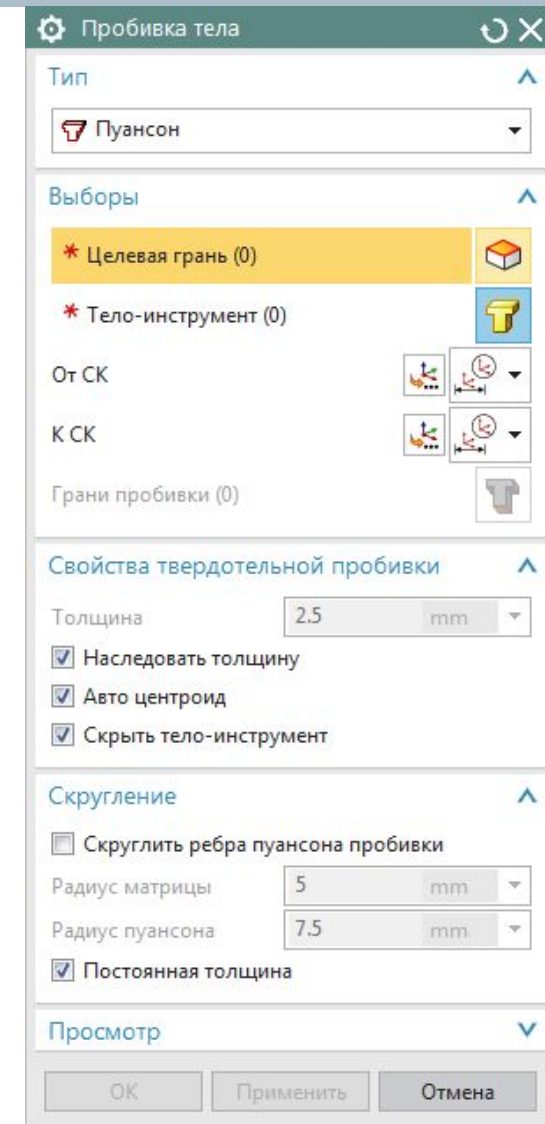 Пробивка тела
Тип
Пуансон
Выборы
* Целевая грань (0)
* Тело-инструмент (0)
От СК
К СК
Грани пробивки (0)
Свойства твердотельной пробивки
Толщина 2.5 mm
Наследовать толщину
Авто центроид
Скрыть тело-инструмент
Скругление
Скруглить ребра пуансона пробивки
Радиус матрицы 5 mm
Радиус пуансона 7.5 mm
Постоянная толщина
Просмотр
ОК Применить Отмена